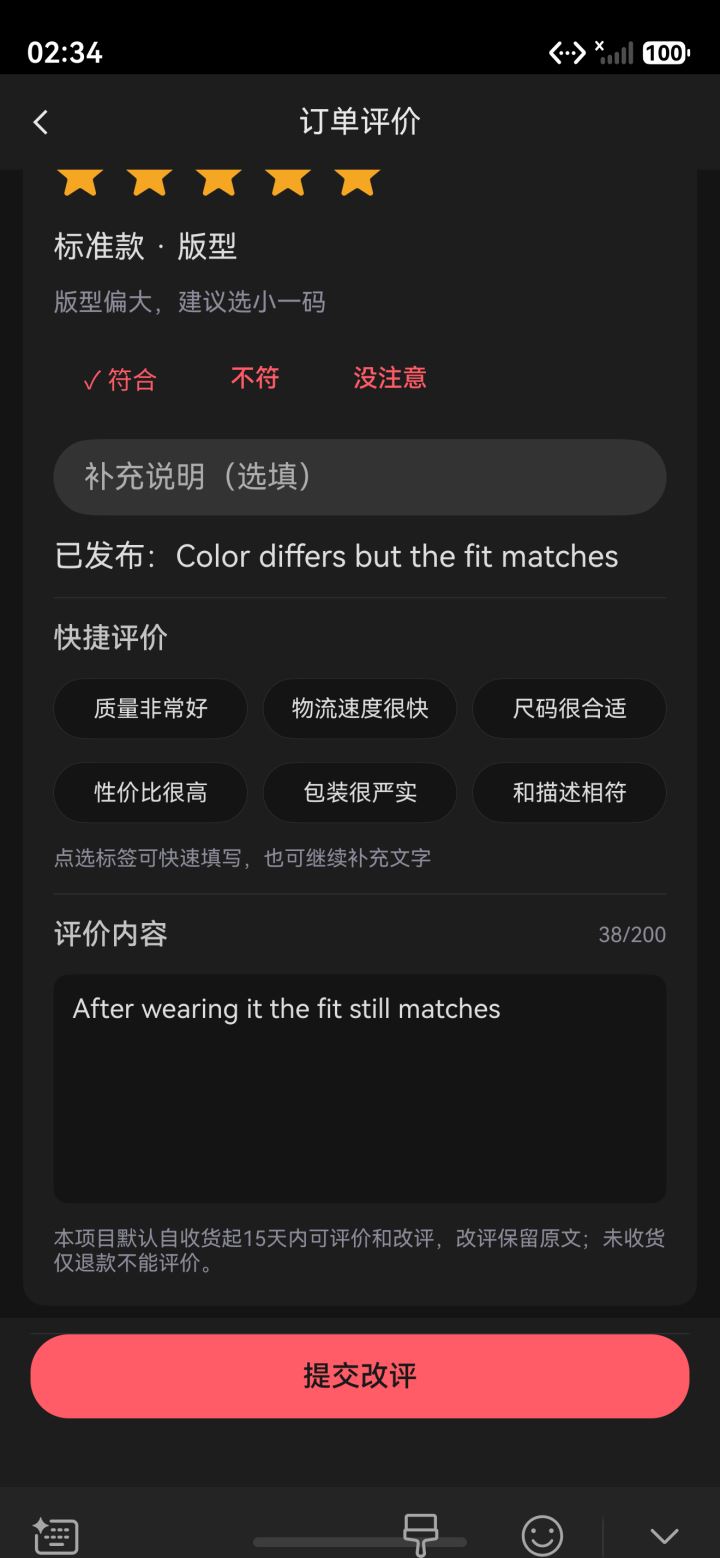 02:34
100
订单评价
标准款 · 版型
版型偏大，建议选小一码
✓符合 不符 没注意
补充说明（选填）
已发布：Color differs but the fit matches
快捷评价
质量非常好 物流速度很快 尺码很合适
性价比很高 包装很严实 和描述相符
点选标签可快速填写，也可继续补充文字
评价内容 38/200
After wearing it the fit still matches
本项目默认自收货起15天内可评价和改评，改评保留原文；未收货
仅退款不能评价。
提交改评